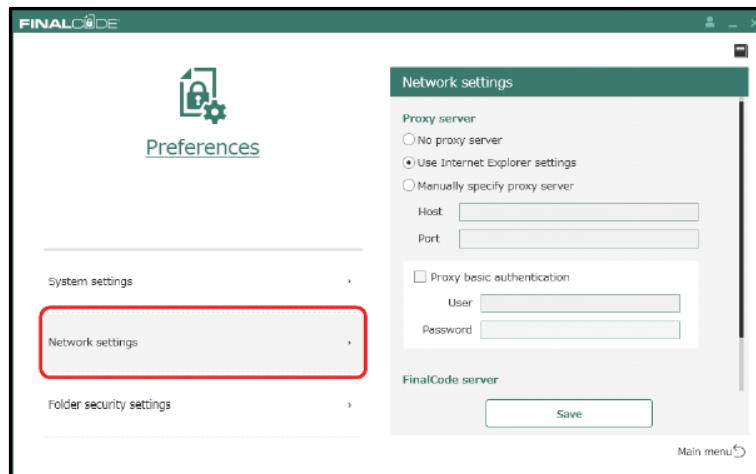 FINALCODE
Preferences
System settings
Network settings
Folder security settings
Network settings
Proxy server
No proxy server
Use Internet Explorer settings
Manually specify proxy server
Host
Port
Proxy basic authentication
User
Password
FinalCode server
Save
Main menu